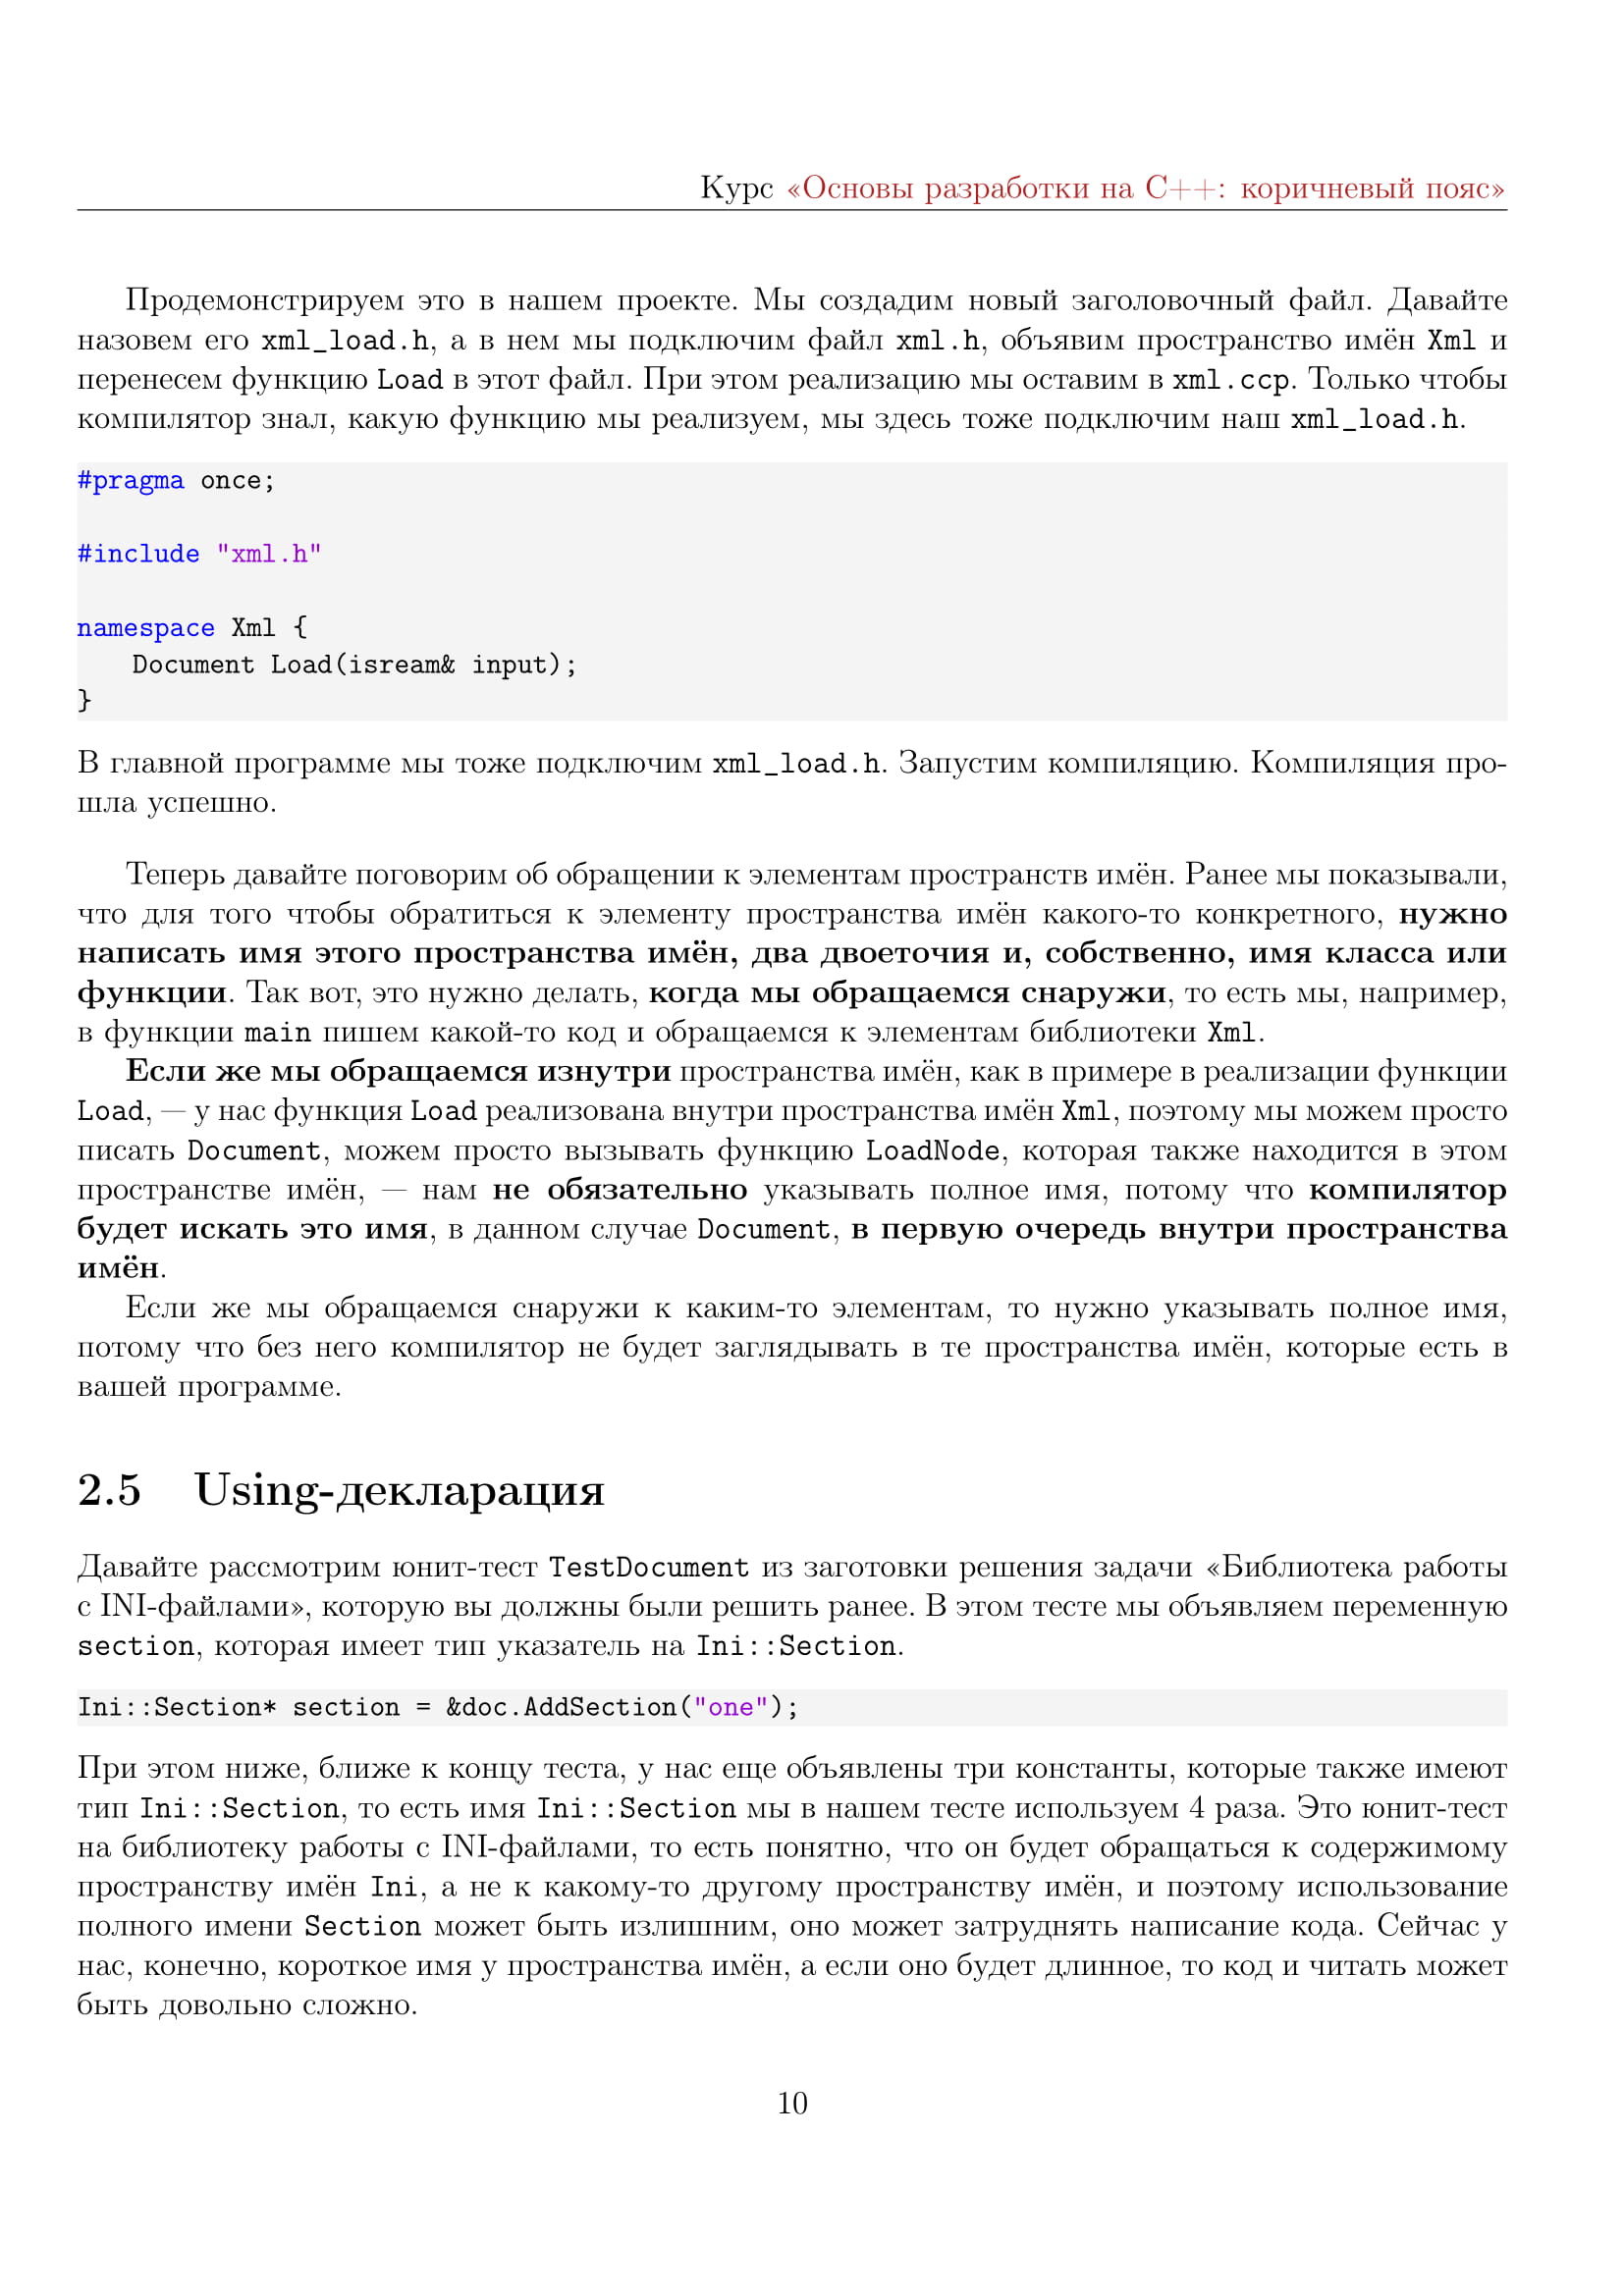 Курс «Основы разработки на C++: коричневый пояс»
Продемонстрируем это в нашем проекте. Мы создадим новый заголовочный файл. Давайте
назовем его xml_load.h, а в нем мы подключим файл xml.h, объявим пространство имён Xml и
перенесем функцию Load в этот файл. При этом реализацию мы оставим в xml.ccp. Только чтобы
компилятор знал, какую функцию мы реализуем, мы здесь тоже подключим наш xml_load.h.
#pragma once;
#include "xml.h"
namespace Xml {
Document Load(isream& input);
}
В главной программе мы тоже подключим xml_load.h. Запустим компиляцию. Компиляция про-
шла успешно.
Теперь давайте поговорим об обращении к элементам пространств имён. Ранее мы показывали,
что для того чтобы обратиться к элементу пространства имён какого-то конкретного, нужно
написать имя этого пространства имён, два двоеточия и, собственно, имя класса или
функции. Так вот, это нужно делать, когда мы обращаемся снаружи, то есть мы, например,
в функции main пишем какой-то код и обращаемся к элементам библиотеки Xml.
Если же мы обращаемся изнутри пространства имён, как в примере в реализации функции
Load, — у нас функция Load реализована внутри пространства имён Xml, поэтому мы можем просто
писать Document, можем просто вызывать функцию LoadNode, которая также находится в этом
пространстве имён, — нам не обязательно указывать полное имя, потому что компилятор
будет искать это имя, в данном случае Document, в первую очередь внутри пространства
имён.
Если же мы обращаемся снаружи к каким-то элементам, то нужно указывать полное имя,
потому что без него компилятор не будет заглядывать в те пространства имён, которые есть в
вашей программе.
2.5 Using-декларация
Давайте рассмотрим юнит-тест TestDocument из заготовки решения задачи «Библиотека работы
с INI-файлами», которую вы должны были решить ранее. В этом тесте мы объявляем переменную
section, которая имеет тип указатель на Ini::Section.
Ini::Section* section = &doc.AddSection("one");
При этом ниже, ближе к концу теста, у нас еще объявлены три константы, которые также имеют
тип Ini::Section, то есть имя Ini::Section мы в нашем тесте используем 4 раза. Это юнит-тест
на библиотеку работы с INI-файлами, то есть понятно, что он будет обращаться к содержимому
пространству имён Ini, а не к какому-то другому пространству имён, и поэтому использование
полного имени Section может быть излишним, оно может затруднять написание кода. Сейчас у
нас, конечно, короткое имя у пространства имён, а если оно будет длинное, то код и читать может
быть довольно сложно.
10